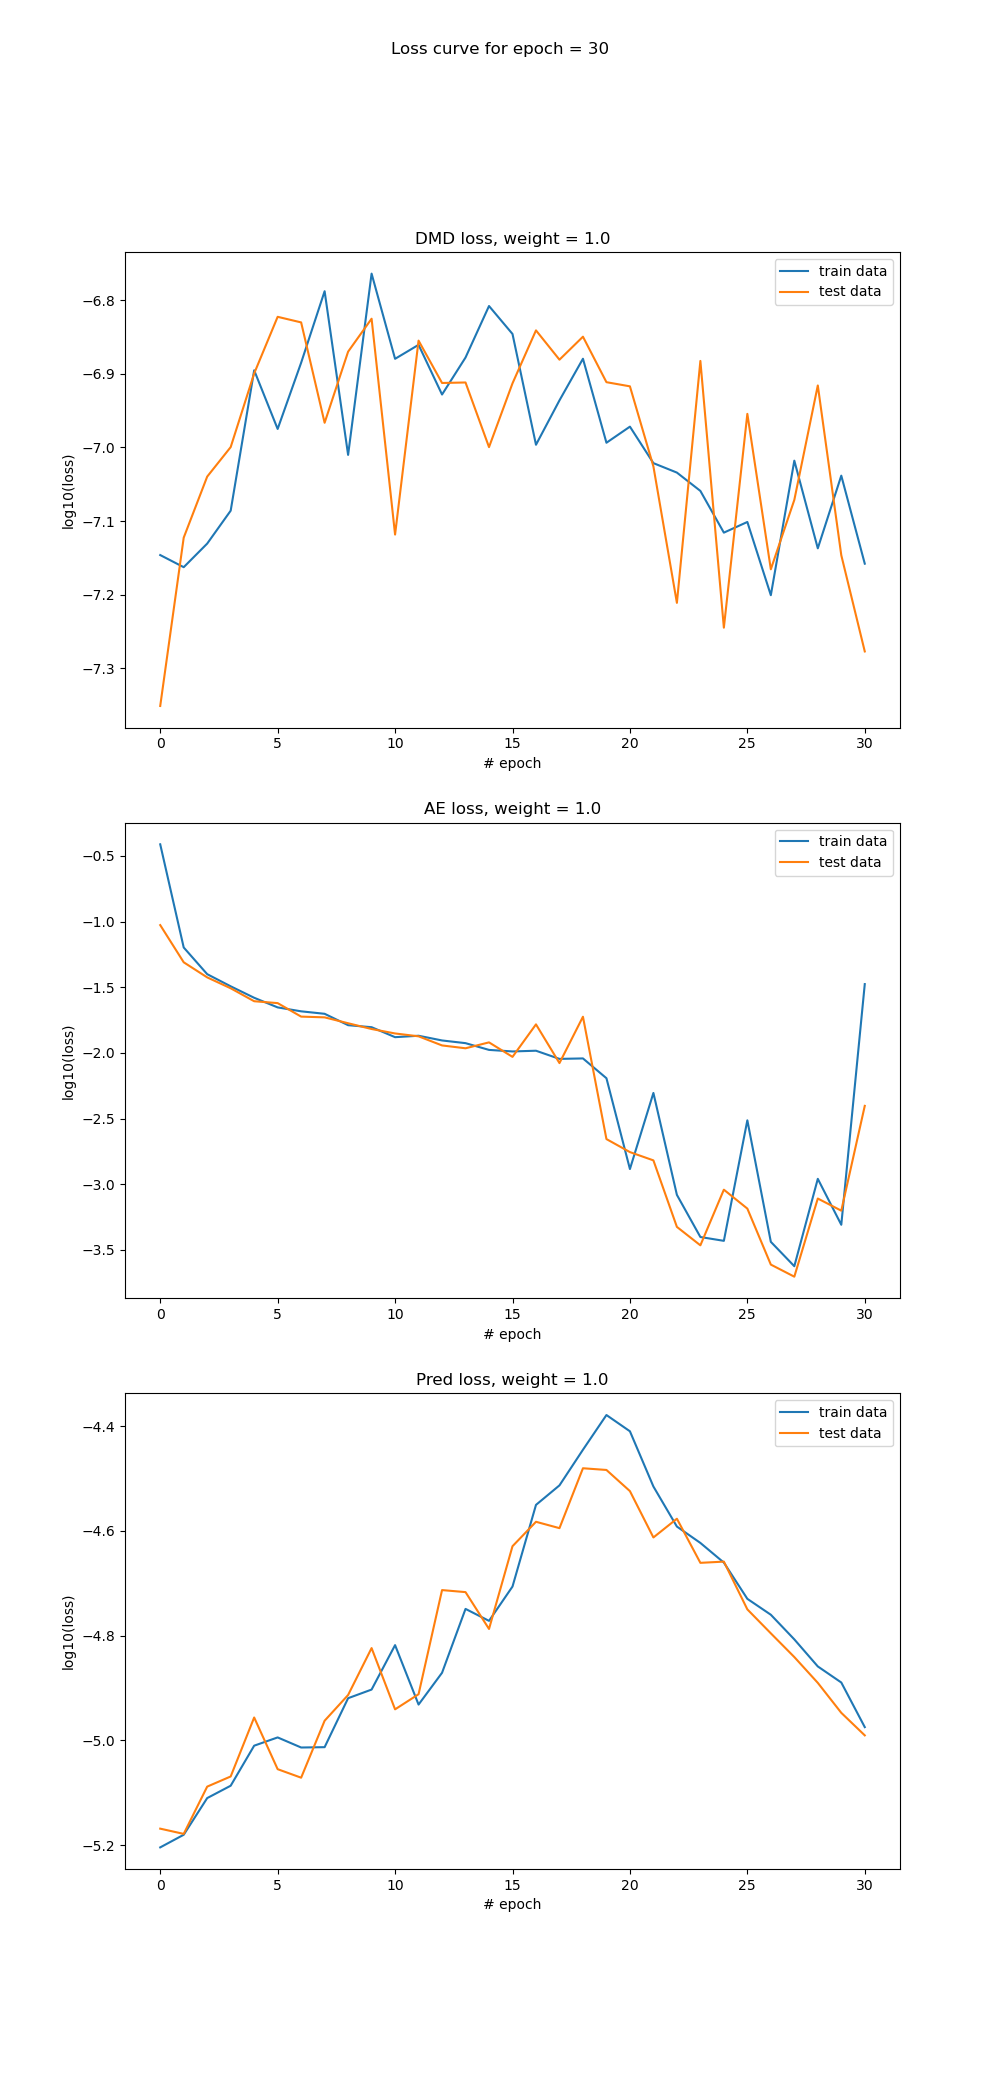 Loss curve for epoch = 30
DMD loss, weight = 1.0
train data
test data
−6.8
−6.9
−7.0
−7.1
−7.2
−7.3
log10(loss)
0 5 10 15 20 25 30
# epoch
AE loss, weight = 1.0
train data
test data
−0.5
−1.0
−1.5
−2.0
−2.5
−3.0
−3.5
log10(loss)
0 5 10 15 20 25 30
# epoch
Pred loss, weight = 1.0
train data
test data
−4.4
−4.6
−4.8
−5.0
−5.2
log10(loss)
0 5 10 15 20 25 30
# epoch